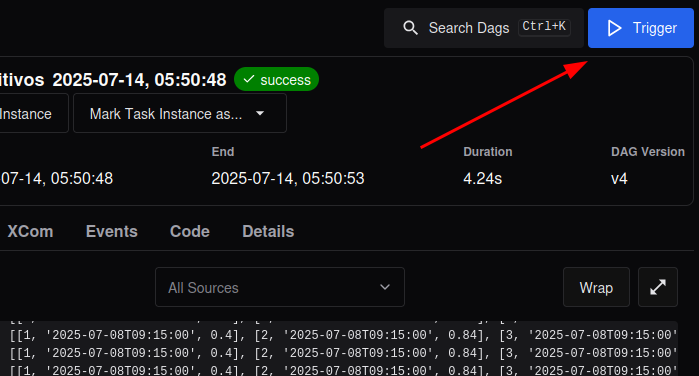 Search Dags Ctrl+K Trigger
itivos 2025-07-14, 05:50:48 success
Instance Mark Task Instance as...
End Duration DAG Version
07-14, 05:50:48 2025-07-14, 05:50:53 4.24s v4
XCom Events Code Details
All Sources Wrap
[[1, '2025-07-08T09:15:00', 0.4], [2, '2025-07-08T09:15:00', 0.84], [3, '2025-07-08T09:15:00'
[[1, '2025-07-08T09:15:00', 0.4], [2, '2025-07-08T09:15:00', 0.84], [3, '2025-07-08T09:15:00'
[[1, '2025-07-08T09:15:00', 0.4], [2, '2025-07-08T09:15:00', 0.84], [3, '2025-07-08T09:15:00'